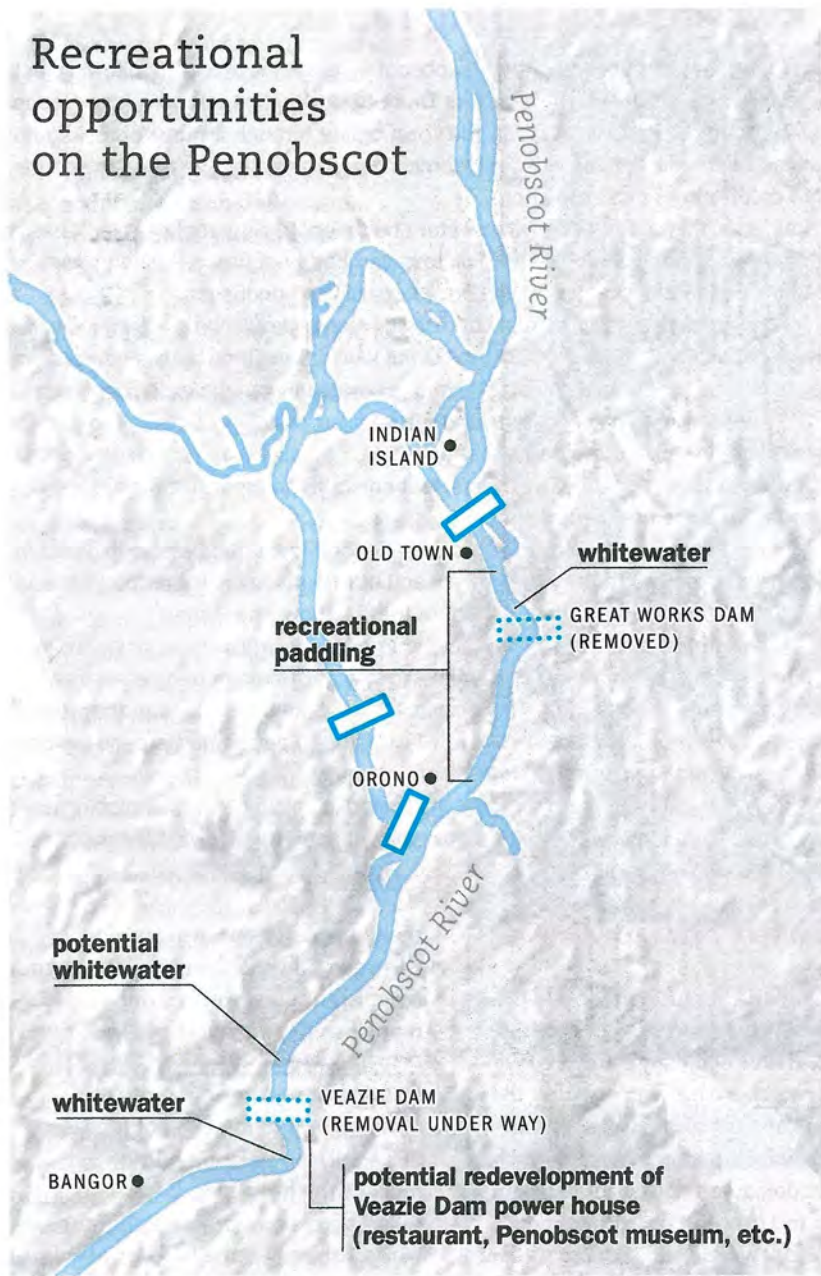 Recreational
opportunities
on the Penobscot
Penobscot River
INDIAN
ISLAND
OLD TOWN
whitewater
GREAT WORKS DAM
(REMOVED)
recreational
paddling
ORONO
Penobscot River
potential
whitewater
VEAZIE DAM
(REMOVAL UNDER WAY)
whitewater
BANGOR
potential redevelopment of
Veazie Dam power house
(restaurant, Penobscot museum, etc.)